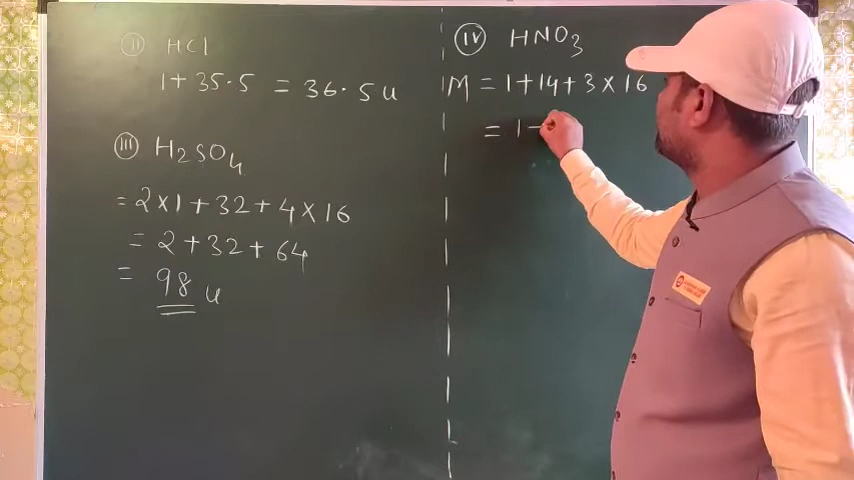 (ii) HCl
1 + 35.5 = 36.5 u
(iii) H₂SO₄
= 2×1 + 32 + 4×16
= 2 + 32 + 64
= 98 u
(iv) HNO₃
M = 1 + 14 + 3 × 16
= 1 +